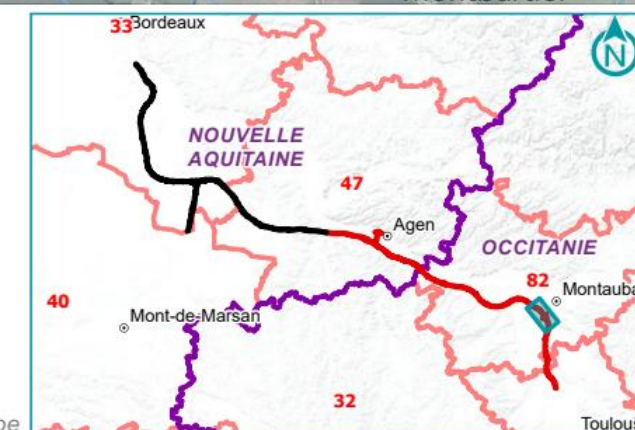 33
Bordeaux
N
NOUVELLE
AQUITAINE
47
Agen
OCCITANIE
82
Montauba
40
Mont-de-Marsan
32
Toulous